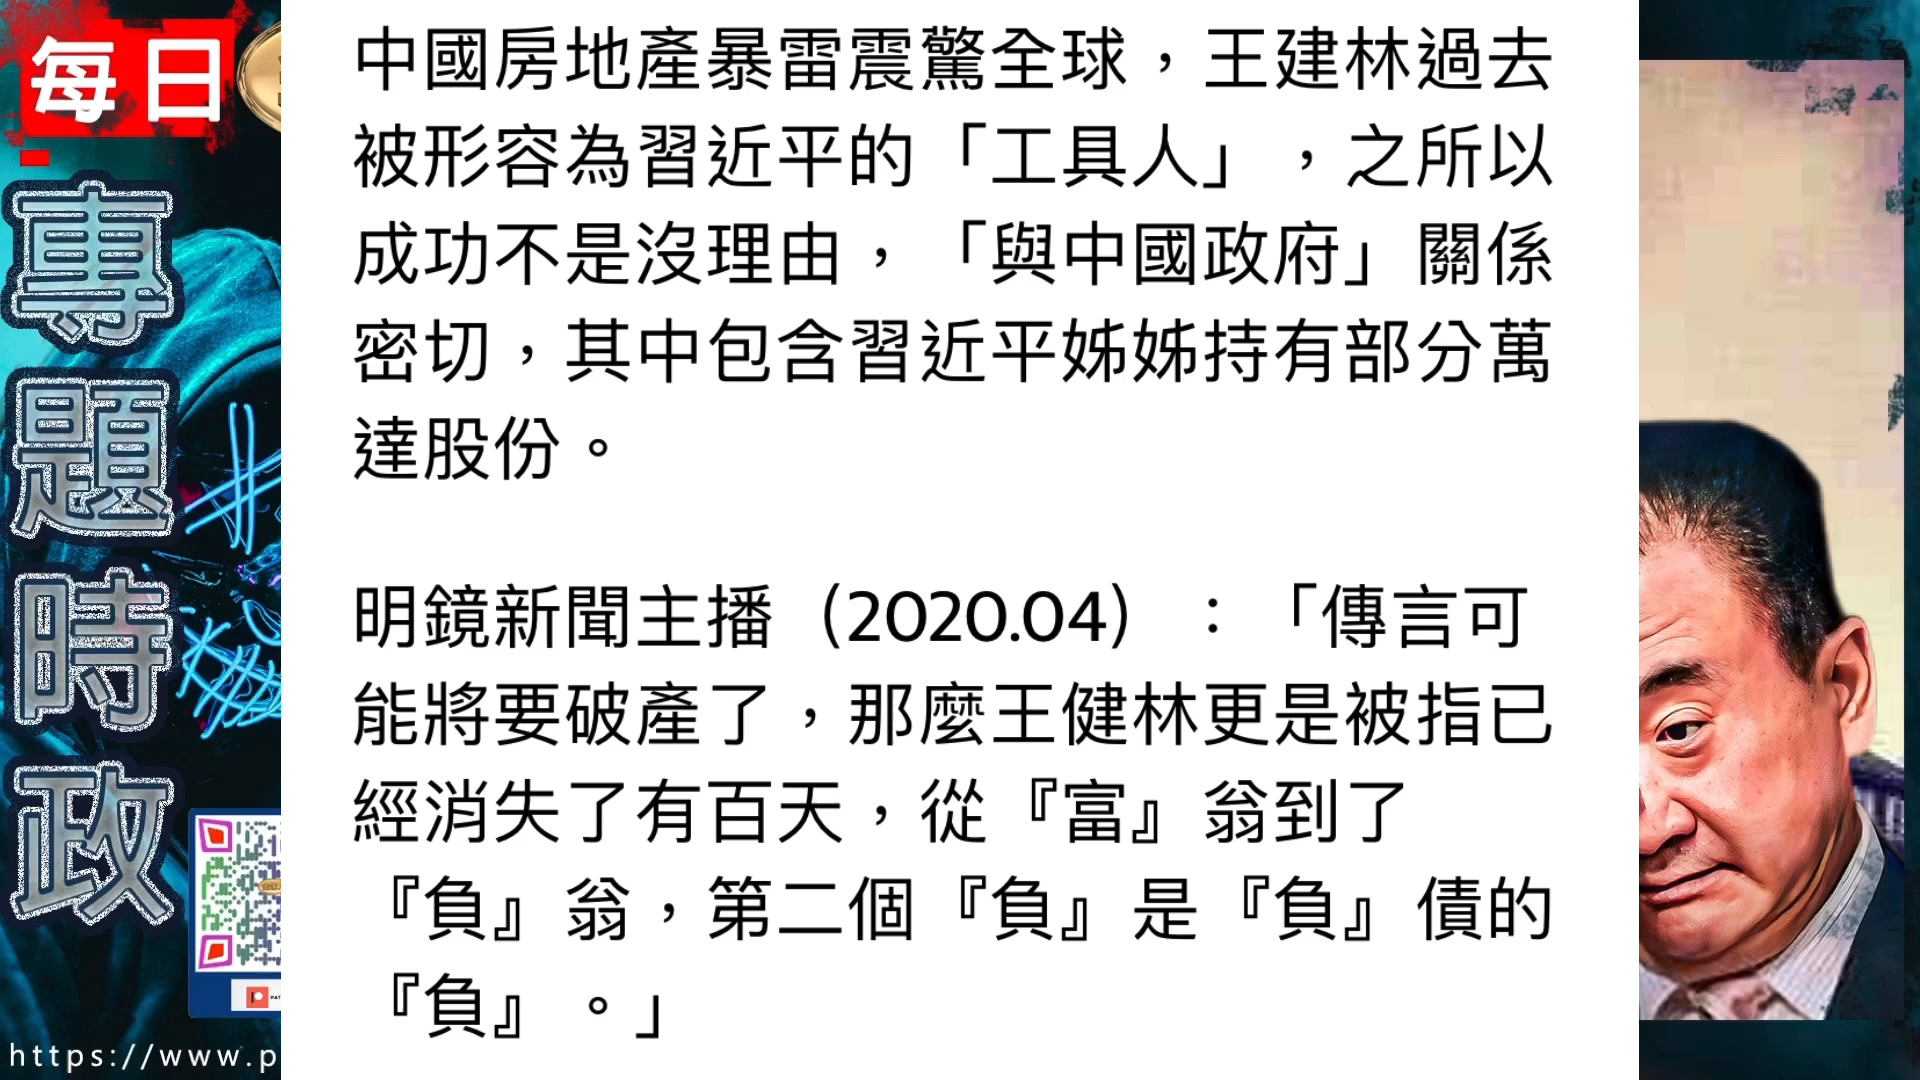 每日
專題時政
中國房地產暴雷震驚全球，王建林過去
被形容為習近平的「工具人」，之所以
成功不是沒理由，「與中國政府」關係
密切，其中包含習近平姊姊持有部分萬
達股份。
明鏡新聞主播（2020.04）：「傳言可
能將要破產了，那麼王健林更是被指已
經消失了有百天，從『富』翁到了
『負』翁，第二個『負』是『負』債的
『負』。」
https://www.p